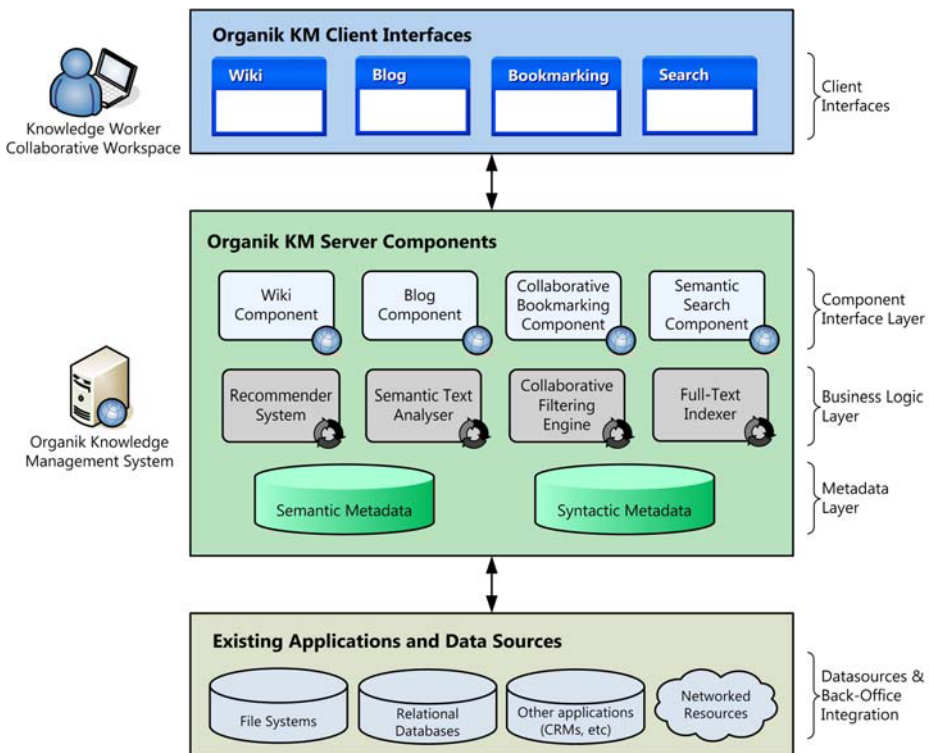 Organik KM Client Interfaces
Wiki
Blog
Bookmarking
Search
Client
Interfaces
Knowledge Worker
Collaborative Workspace
Organik KM Server Components
Wiki
Component
Blog
Component
Collaborative
Bookmarking
Component
Semantic
Search
Component
Component
Interface Layer
Recommender
System
Semantic Text
Analyser
Collaborative
Filtering
Engine
Full-Text
Indexer
Business Logic
Layer
Organik Knowledge
Management System
Semantic Metadata
Syntactic Metadata
Metadata
Layer
Existing Applications and Data Sources
File Systems
Relational
Databases
Other applications
(CRMs, etc)
Networked
Resources
Datasources &
Back-Office
Integration